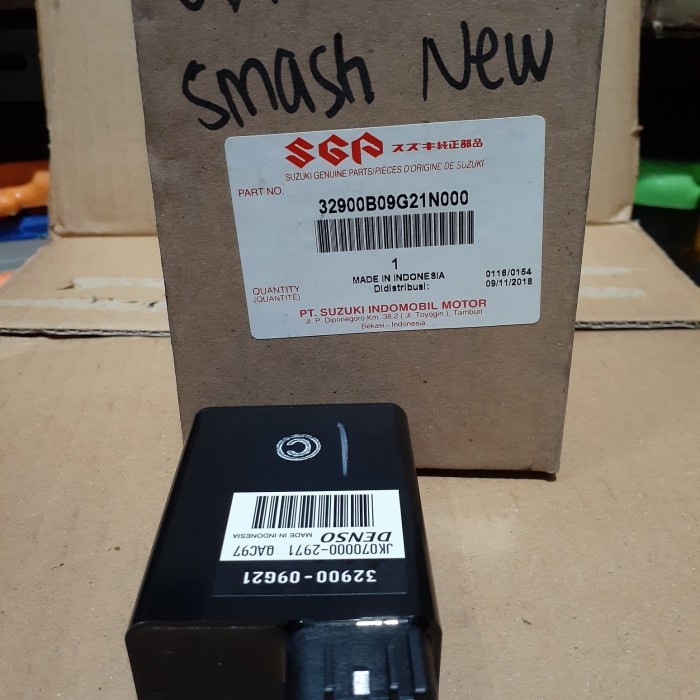 Smash New
SGP スズキ純正部品
SUZUKI GENUINE PARTS/PIÈCES D'ORIGINE DE SUZUKI
PART NO.
32900B09G21N000
1
MADE IN INDONESIA
Didistribusi:
0116/0154
09/11/2018
QUANTITY
(QUANTITÉ)
PT. SUZUKI INDOMOBIL MOTOR
Jl. P. Diponegoro Km. 38.2 ( Jl. Toyogiri ), Tambun
Bekasi - Indonesia
C
32900-09G21
JK070000-2971 QAC97
DENSO
MADE IN INDONESIA